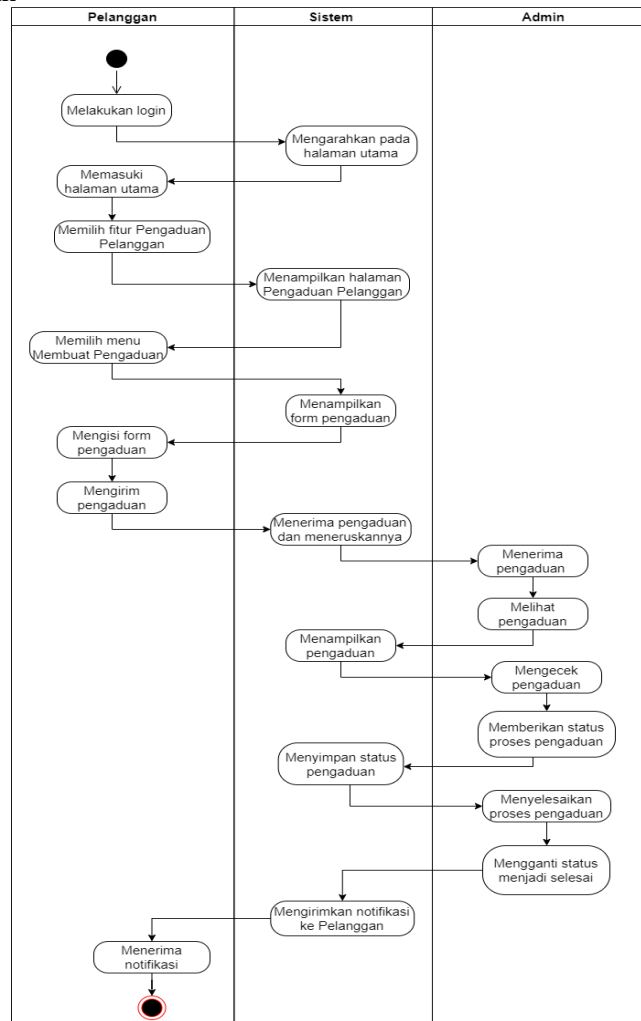 Pelanggan
Sistem
Admin
Melakukan login
Mengarahkan pada
halaman utama
Memasuki
halaman utama
Memilih fitur Pengaduan
Pelanggan
Menampilkan halaman
Pengaduan Pelanggan
Memilih menu
Membuat Pengaduan
Menampilkan
form pengaduan
Mengisi form
pengaduan
Mengirim
pengaduan
Menerima pengaduan
dan meneruskannya
Menerima
pengaduan
Melihat
pengaduan
Menampilkan
pengaduan
Mengecek
pengaduan
Memberikan status
proses pengaduan
Menyimpan status
pengaduan
Menyelesaikan
proses pengaduan
Mengganti status
menjadi selesai
Mengirimkan notifikasi
ke Pelanggan
Menerima
notifikasi